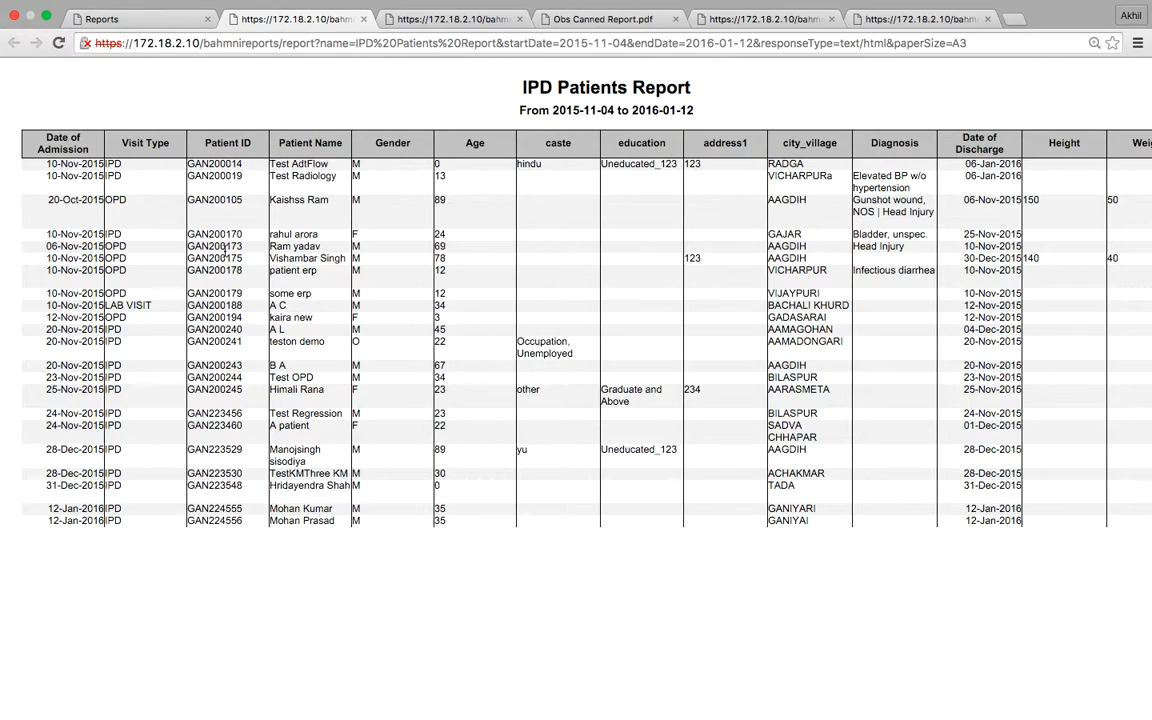 Reports https://172.18.2.10/bahmn https://172.18.2.10/bahmn Obs Canned Report.pdf https://172.18.2.10/bahmn https://172.18.2.10/bahmn Akhil
https://172.18.2.10/bahmnireports/report?name=IPD%20Patients%20Report&startDate=2015-11-04&endDate=2016-01-12&responseType=text/html&paperSize=A3
IPD Patients Report
From 2015-11-04 to 2016-01-12
Date of Admission Visit Type Patient ID Patient Name Gender Age caste education address1 city_village Diagnosis Date of Discharge Height Wei
10-Nov-2015 IPD GAN200014 Test AdtFlow M 0 hindu Uneducated_123 123 RADGA 06-Jan-2016
10-Nov-2015 IPD GAN200019 Test Radiology M 13 VICHARPURa Elevated BP w/o hypertension 06-Jan-2016
20-Oct-2015 OPD GAN200105 Kaishss Ram M 89 AAGDIH Gunshot wound, NOS | Head Injury 06-Nov-2015 150 50
10-Nov-2015 IPD GAN200170 rahul arora F 24 GAJAR Bladder, unspec. 25-Nov-2015
06-Nov-2015 OPD GAN200173 Ram yadav M 69 AAGDIH Head Injury 10-Nov-2015
10-Nov-2015 OPD GAN200175 Vishambar Singh M 78 123 AAGDIH 30-Dec-2015 140 40
10-Nov-2015 OPD GAN200178 patient erp M 12 VICHARPUR Infectious diarrhea 10-Nov-2015
10-Nov-2015 OPD GAN200179 some erp M 12 VIJAYPURI 10-Nov-2015
10-Nov-2015 LAB VISIT GAN200188 A C M 34 BACHALI KHURD 12-Nov-2015
12-Nov-2015 OPD GAN200194 kaira new F 3 GADASARAI 12-Nov-2015
20-Nov-2015 IPD GAN200240 A L M 45 AAMAGOHAN 04-Dec-2015
20-Nov-2015 IPD GAN200241 teston demo O 22 Occupation, Unemployed AAMADONGARI 20-Nov-2015
20-Nov-2015 IPD GAN200243 B A M 67 AAGDIH 20-Nov-2015
23-Nov-2015 IPD GAN200244 Test OPD M 34 BILASPUR 23-Nov-2015
25-Nov-2015 IPD GAN200245 Himali Rana F 23 other Graduate and Above 234 AARASMETA 25-Nov-2015
24-Nov-2015 IPD GAN223456 Test Regression M 23 BILASPUR 24-Nov-2015
24-Nov-2015 IPD GAN223460 A patient F 22 SADVA CHHAPAR 01-Dec-2015
28-Dec-2015 IPD GAN223529 Manojsingh sisodiya M 89 yu Uneducated_123 AAGDIH 28-Dec-2015
28-Dec-2015 IPD GAN223530 TestKMThree KM M 30 ACHAKMAR 28-Dec-2015
31-Dec-2015 IPD GAN223548 Hridayendra Shah M 0 TADA 31-Dec-2015
12-Jan-2016 IPD GAN224555 Mohan Kumar M 35 GANIYARI 12-Jan-2016
12-Jan-2016 IPD GAN224556 Mohan Prasad M 35 GANIYAI 12-Jan-2016